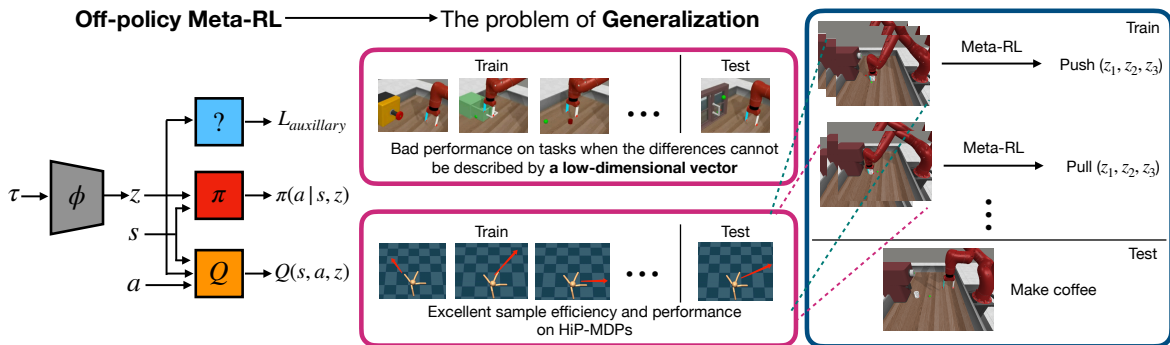 Off-policy Meta-RL
The problem of Generalization
?
L_{auxillary}
τ
ϕ
z
π
π(a | s, z)
s
a
Q
Q(s, a, z)
Train
Test
Bad performance on tasks when the differences cannot
be described by a low-dimensional vector
Train
Test
Excellent sample efficiency and performance
on HiP-MDPs
Train
Meta-RL
Push (z₁, z₂, z₃)
Meta-RL
Pull (z₁, z₂, z₃)
Test
Make coffee